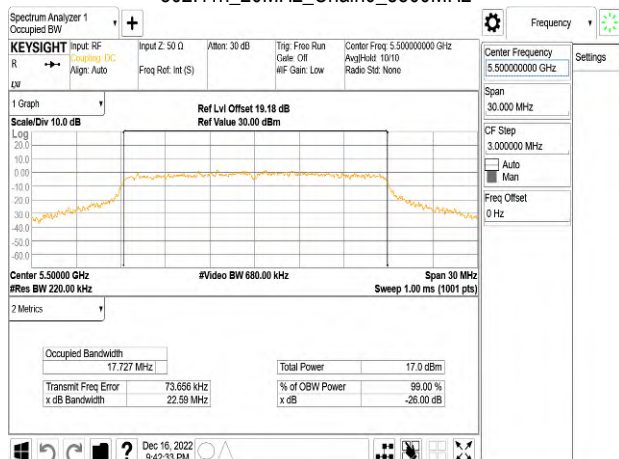 Spectrum Analyzer 1
Occupied BW
+
Frequency
KEYSIGHT
R
Input: RF
Coupling: DC
Align: Auto
Input Z: 50 Ω
Freq Ref: Int (S)
Atten: 30 dB
Trig: Free Run
Gate: Off
#IF Gain: Low
Center Freq: 5.500000000 GHz
Avg|Hold: 10/10
Radio Std: None
Center Frequency
5.500000000 GHz
Settings
Span
30.000 MHz
CF Step
3.000000 MHz
Auto
Man
Freq Offset
0 Hz
1 Graph
Scale/Div 10.0 dB
Ref Lvl Offset 19.18 dB
Ref Value 30.00 dBm
Log
20.0
10.0
0.00
-10.0
-20.0
-30.0
-40.0
-50.0
-60.0
Center 5.50000 GHz
#Video BW 680.00 kHz
Span 30 MHz
#Res BW 220.00 kHz
Sweep 1.00 ms (1001 pts)
2 Metrics
Occupied Bandwidth
17.727 MHz
Total Power 17.0 dBm
Transmit Freq Error 73.656 kHz
% of OBW Power 99.00 %
x dB Bandwidth 22.59 MHz
x dB -26.00 dB
?
Dec 16, 2022
9:42:33 PM